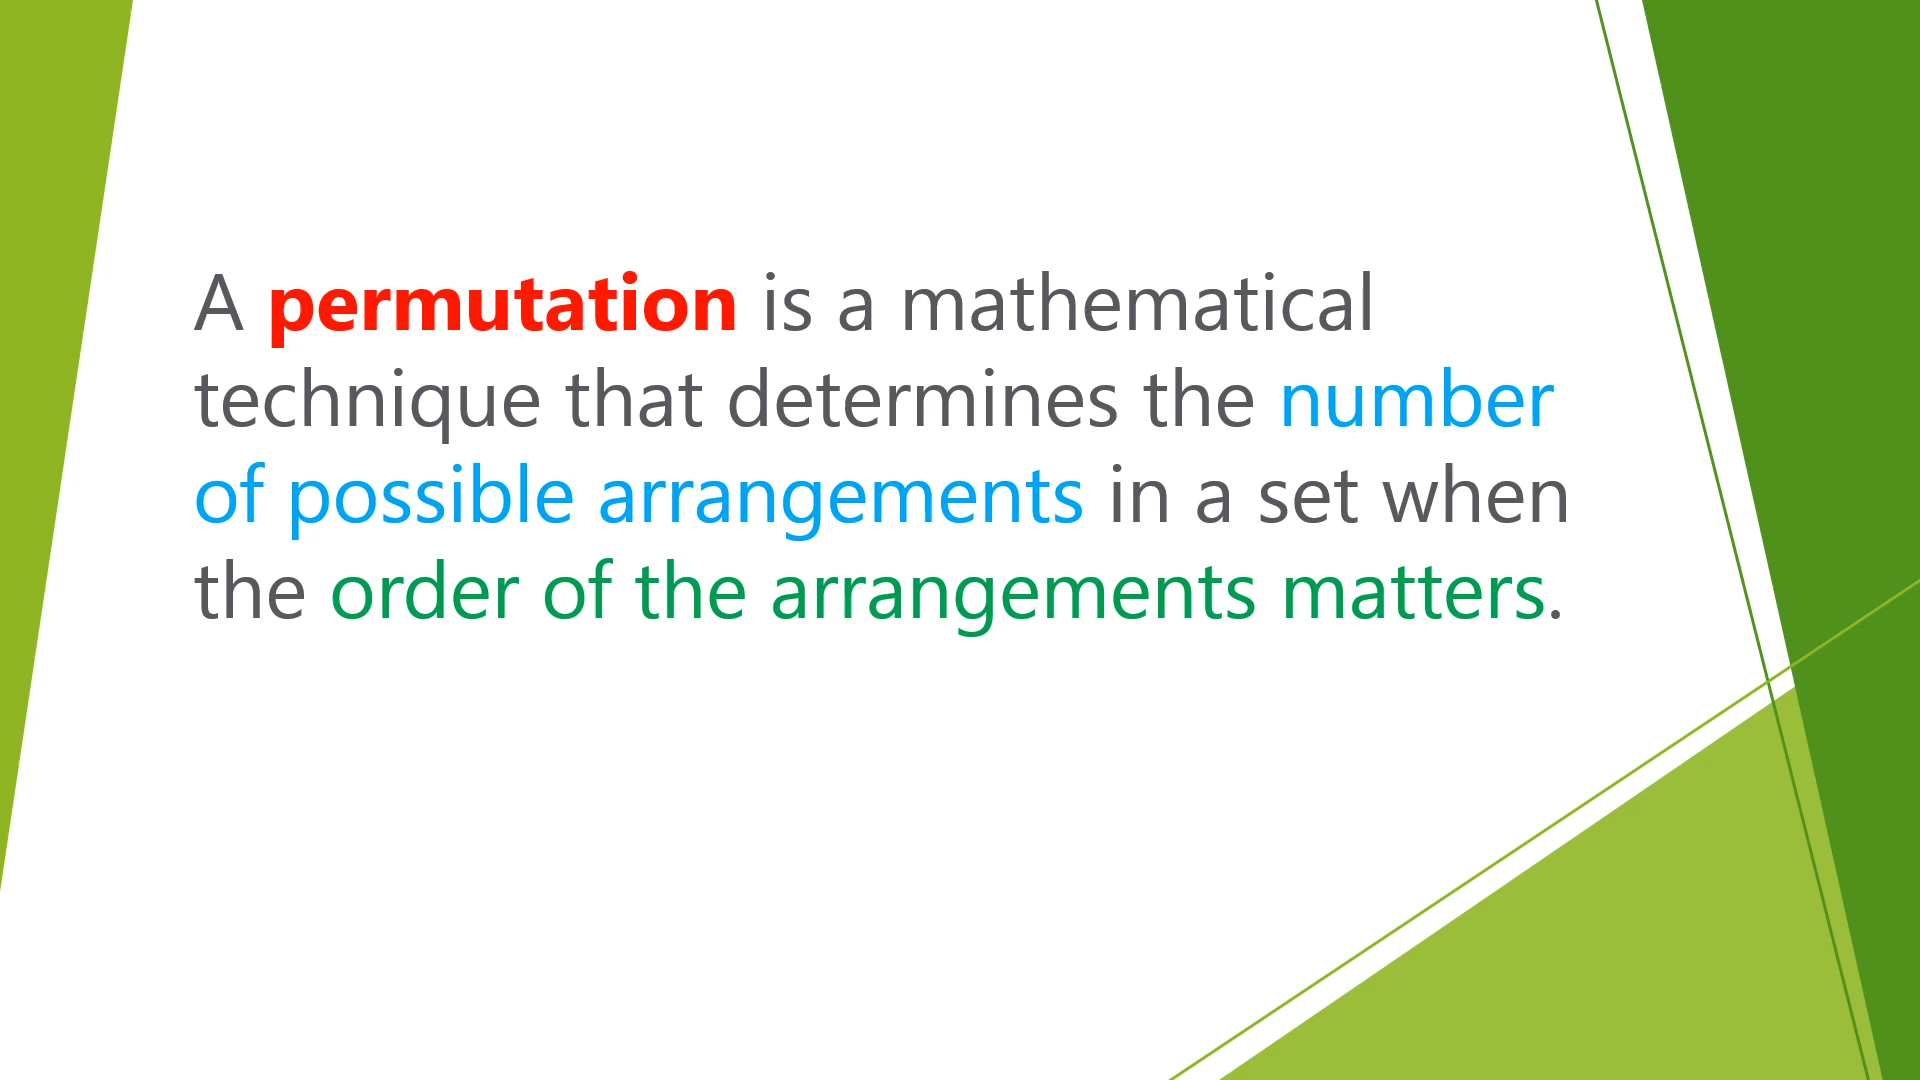 A permutation is a mathematical
technique that determines the number
of possible arrangements in a set when
the order of the arrangements matters.